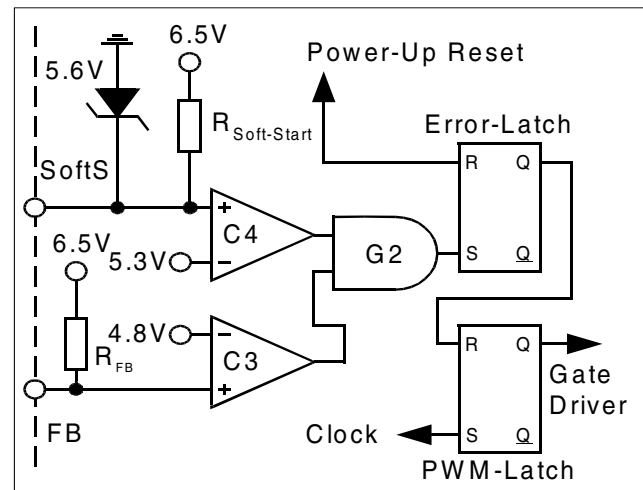 6.5V
Power-Up Reset
5.6V
R Soft-Start
Error-Latch
SoftS
R Q
+
C4
-
G2
S Q
6.5V
5.3V
4.8V
-
C3
+
R FB
R Q
Gate
Driver
FB
Clock
S Q
PWM-Latch